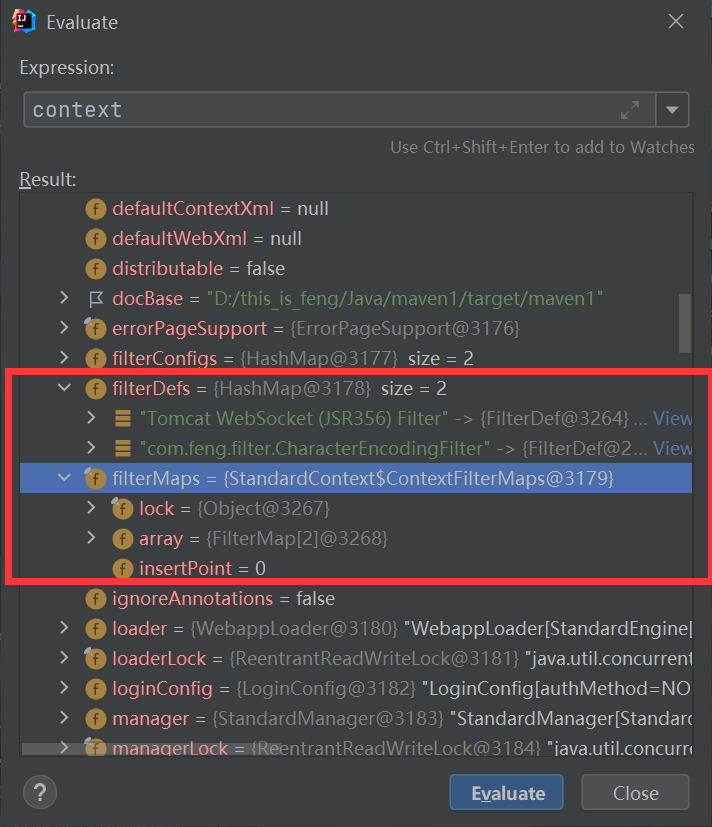 Evaluate
Expression:
context
Use Ctrl+Shift+Enter to add to Watches
Result:
f defaultContextXml = null
f defaultWebXml = null
f distributable = false
docBase = "D:/this_is_feng/Java/maven1/target/maven1"
f errorPageSupport = {ErrorPageSupport@3176}
f filterConfigs = {HashMap@3177} size = 2
f filterDefs = {HashMap@3178} size = 2
"Tomcat WebSocket (JSR356) Filter" -> {FilterDef@3264} ... View
"com.feng.filter.CharacterEncodingFilter" -> {FilterDef@2... View
f filterMaps = {StandardContext$ContextFilterMaps@3179}
f lock = {Object@3267}
f array = {FilterMap[2]@3268}
f insertPoint = 0
f ignoreAnnotations = false
f loader = {WebappLoader@3180} "WebappLoader[StandardEngine[
f loaderLock = {ReentrantReadWriteLock@3181} "java.util.concurrent
f loginConfig = {LoginConfig@3182} "LoginConfig[authMethod=NO
f manager = {StandardManager@3183} "StandardManager[Standard
f managerLock = {ReentrantReadWriteLock@3184} "java.util.concurre
? Evaluate Close